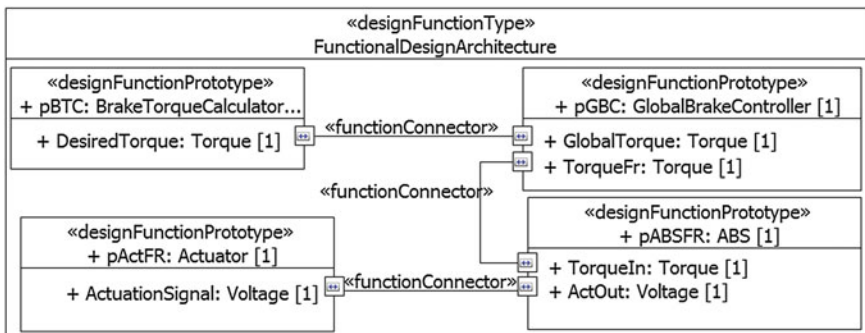 «designFunctionType»
FunctionalDesignArchitecture
«designFunctionPrototype»
+ pBTC: BrakeTorqueCalculator...
+ DesiredTorque: Torque [1]
«functionConnector»
«designFunctionPrototype»
+ pGBC: GlobalBrakeController [1]
+ GlobalTorque: Torque [1]
+ TorqueFr: Torque [1]
«functionConnector»
«designFunctionPrototype»
+ pActFR: Actuator [1]
+ ActuationSignal: Voltage [1]
«functionConnector»
«designFunctionPrototype»
+ pABSFR: ABS [1]
+ TorqueIn: Torque [1]
+ ActOut: Voltage [1]